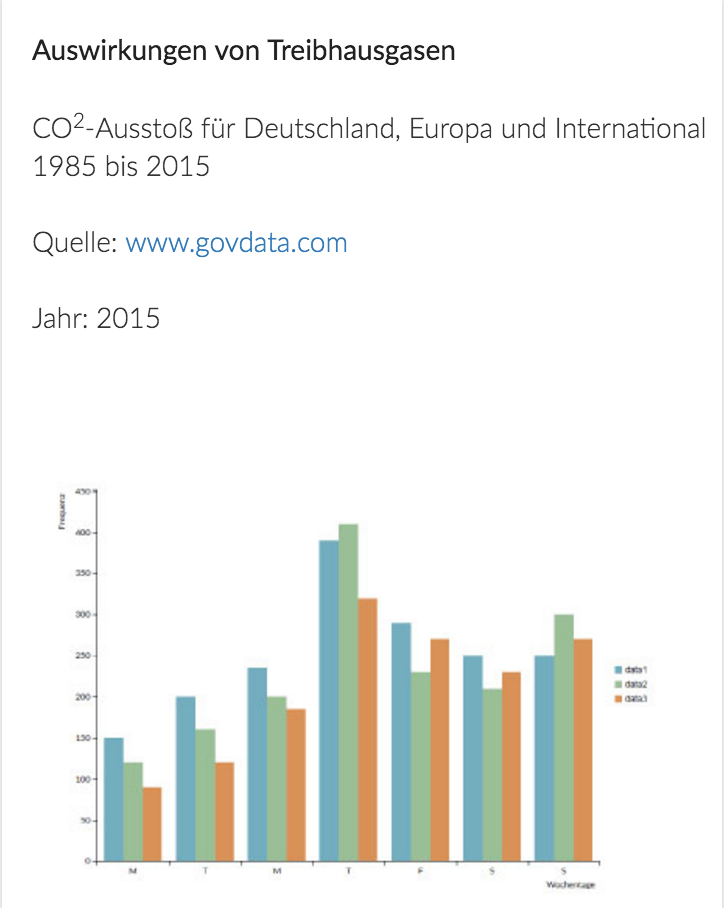 Auswirkungen von Treibhausgasen
CO²-Ausstoß für Deutschland, Europa und International
1985 bis 2015
Quelle: www.govdata.com
Jahr: 2015
Frequenz
450
400
350
300
250
200
150
100
50
0
M T M T F S S
Wochentage
data1
data2
data3